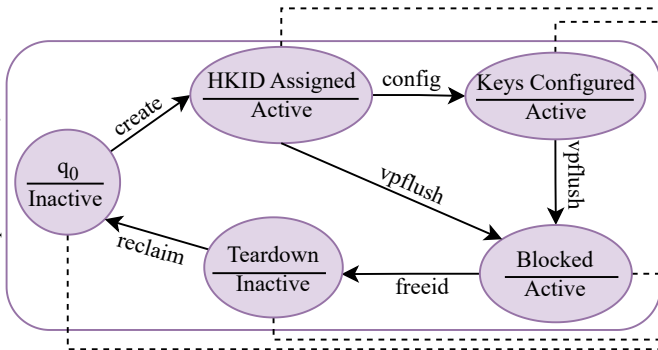 HKID Assigned
Active
config
Keys Configured
Active
create
q0
Inactive
vpflush
vpflush
reclaim
Teardown
Inactive
freeid
Blocked
Active